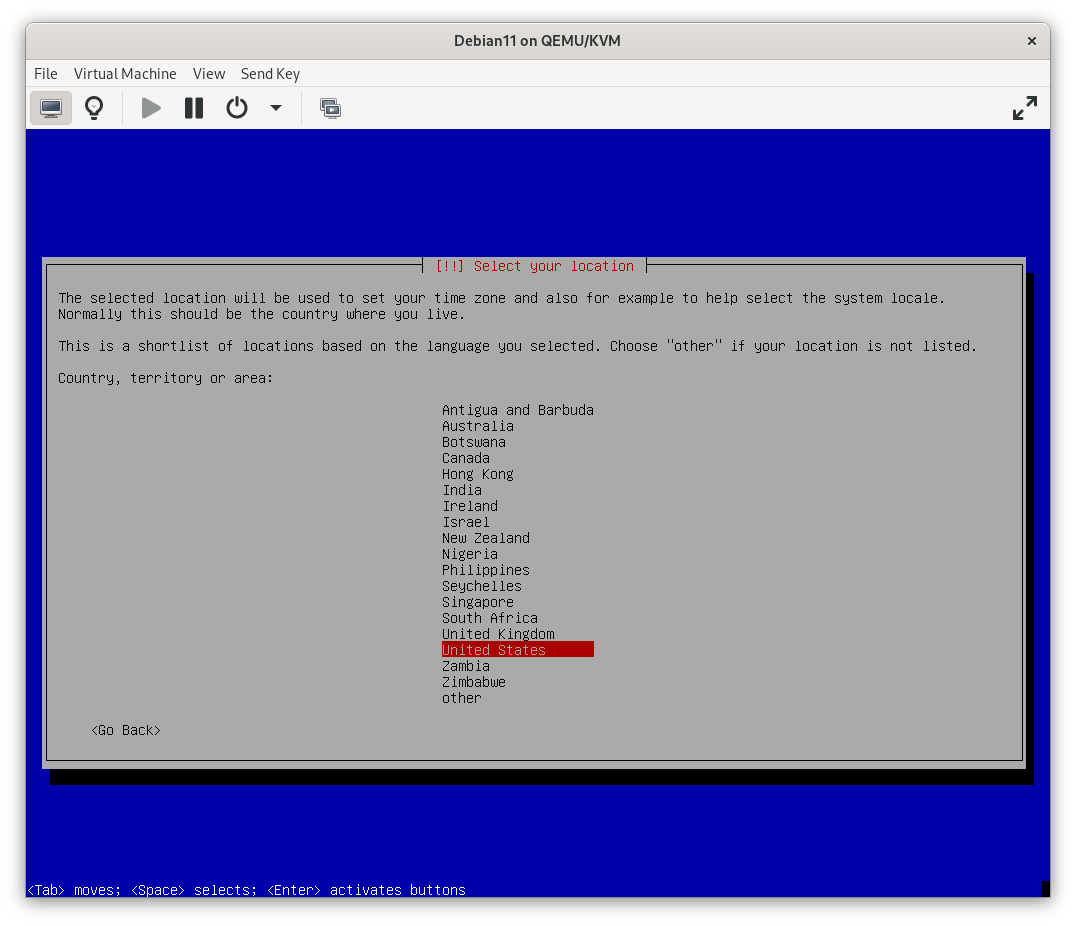 Debian11 on QEMU/KVM
File Virtual Machine View Send Key
[!!] Select your location
The selected location will be used to set your time zone and also for example to help select the system locale.
Normally this should be the country where you live.
This is a shortlist of locations based on the language you selected. Choose "other" if your location is not listed.
Country, territory or area:
Antigua and Barbuda
Australia
Botswana
Canada
Hong Kong
India
Ireland
Israel
New Zealand
Nigeria
Philippines
Seychelles
Singapore
South Africa
United Kingdom
United States
Zambia
Zimbabwe
other
<Go Back>
<Tab> moves; <Space> selects; <Enter> activates buttons